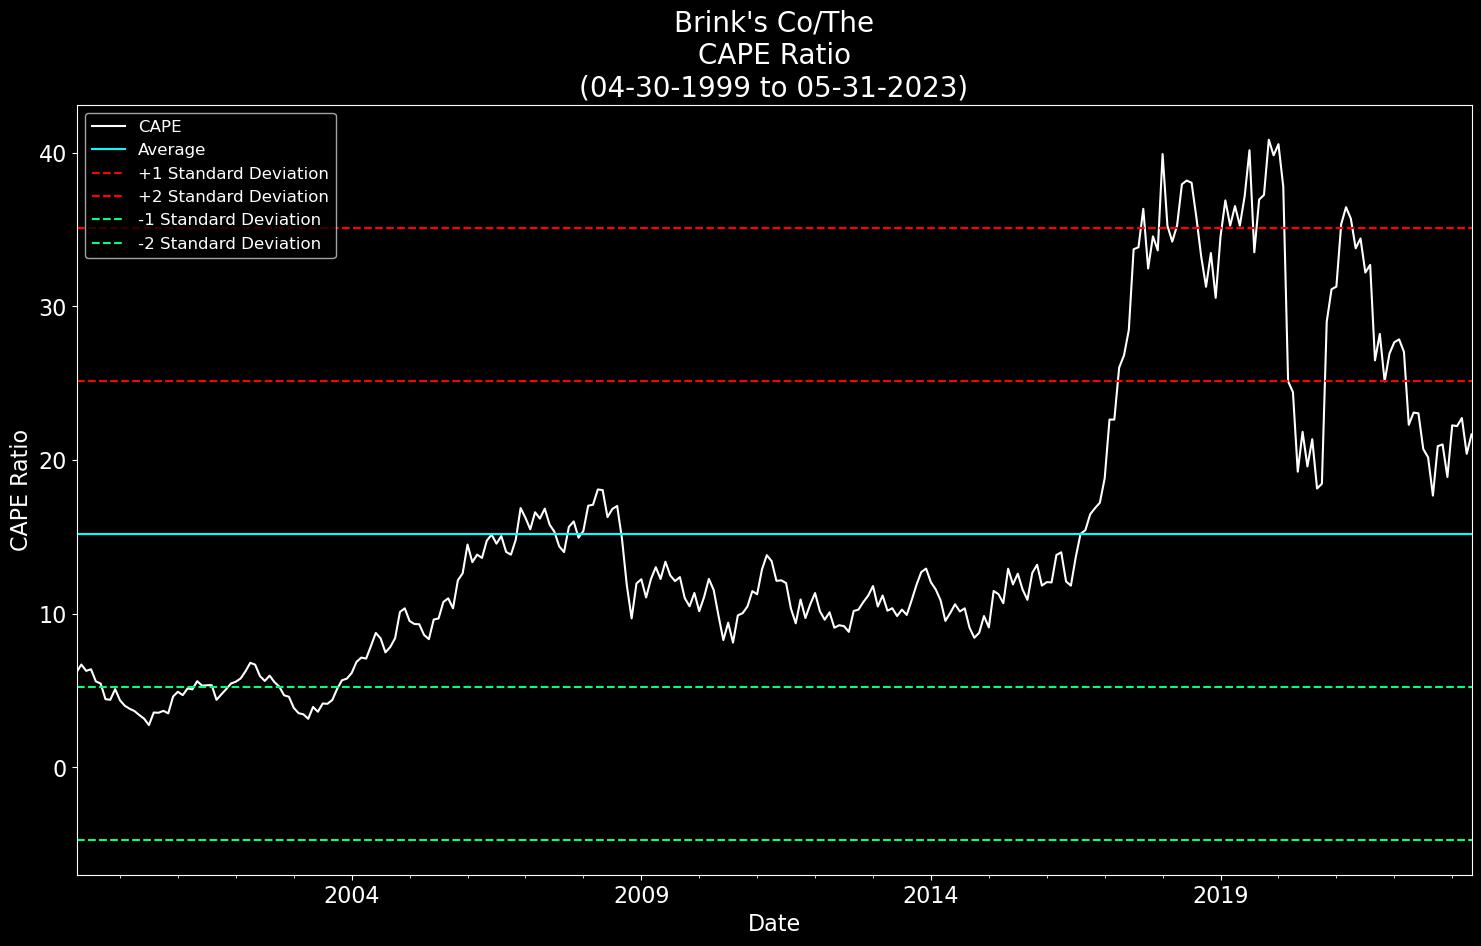 Brink's Co/The
CAPE Ratio
(04-30-1999 to 05-31-2023)
CAPE
Average
+1 Standard Deviation
+2 Standard Deviation
-1 Standard Deviation
-2 Standard Deviation
40
30
20
10
0
CAPE Ratio
2004 2009 2014 2019
Date